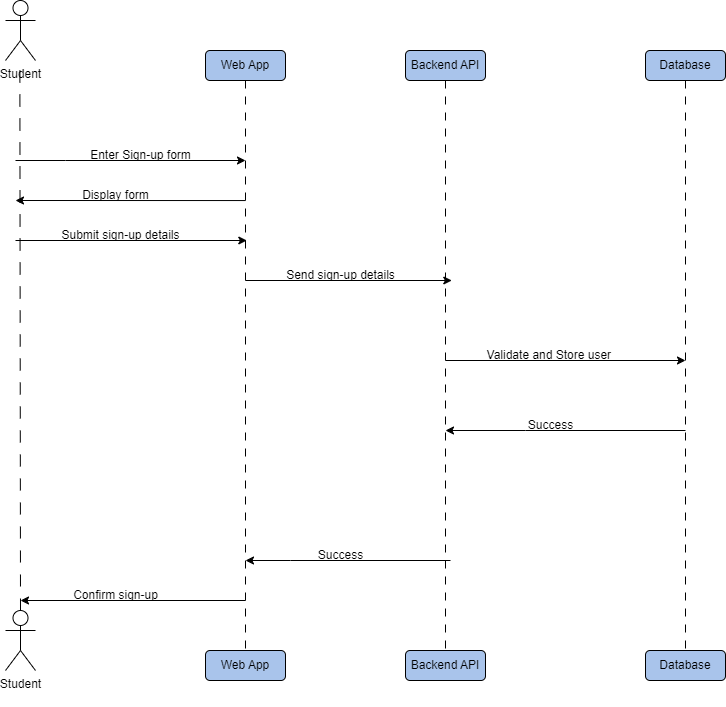 Student
Web App
Backend API
Database
Enter Sign-up form
Display form
Submit sign-up details
Send sign-up details
Validate and Store user
Success
Success
Confirm sign-up
Web App
Backend API
Database
Student